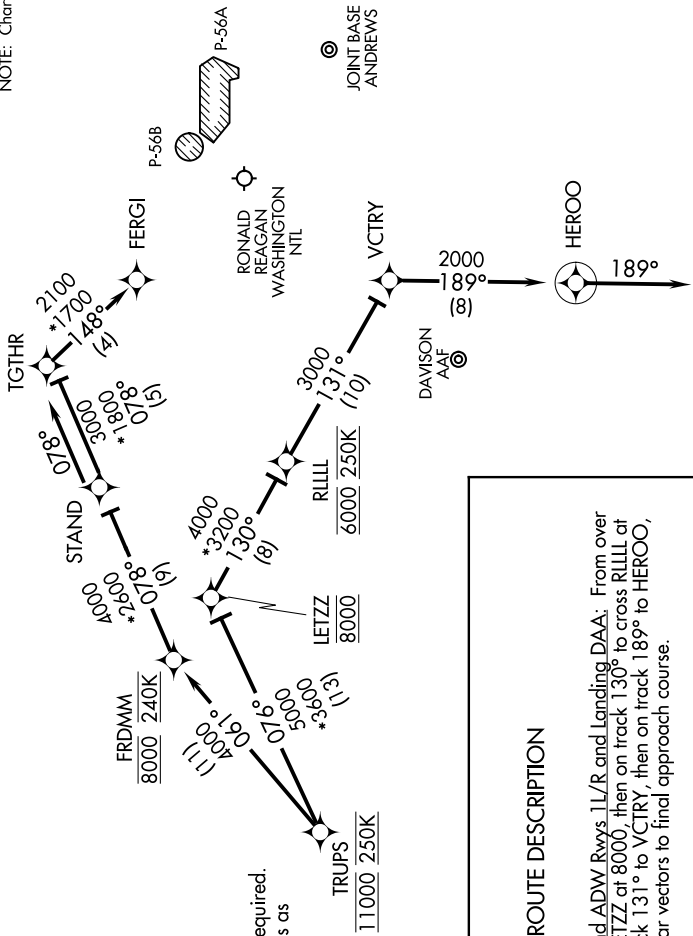 NOTE: Char
P-56A
P-56B
JOINT BASE
ANDREWS
RONALD
REAGAN
WASHINGTON
NTL
FERGI
TGTHR
2100
*1700
148°
(4)
078°
3000
*1800
078°
(5)
STAND
4000
*2600
078°
(9)
FRDMM
8000 240K
(11)
4000
061°
TRUPS
11000 250K
076°
5000
*3600
(13)
LETZZ
8000
4000
*3200
130°
(8)
RLLLL
6000 250K
3000
131°
(10)
VCTRY
DAVISON
AAF
2000
189°
(8)
HEROO
189°
equired.
s as
ROUTE DESCRIPTION
nd ADW Rwys 1L/R and Landing DAA: From over
ETZZ at 8000, then on track 130° to cross RLLLL at
ck 131° to VCTRY, then on track 189° to HEROO,
ar vectors to final approach course.